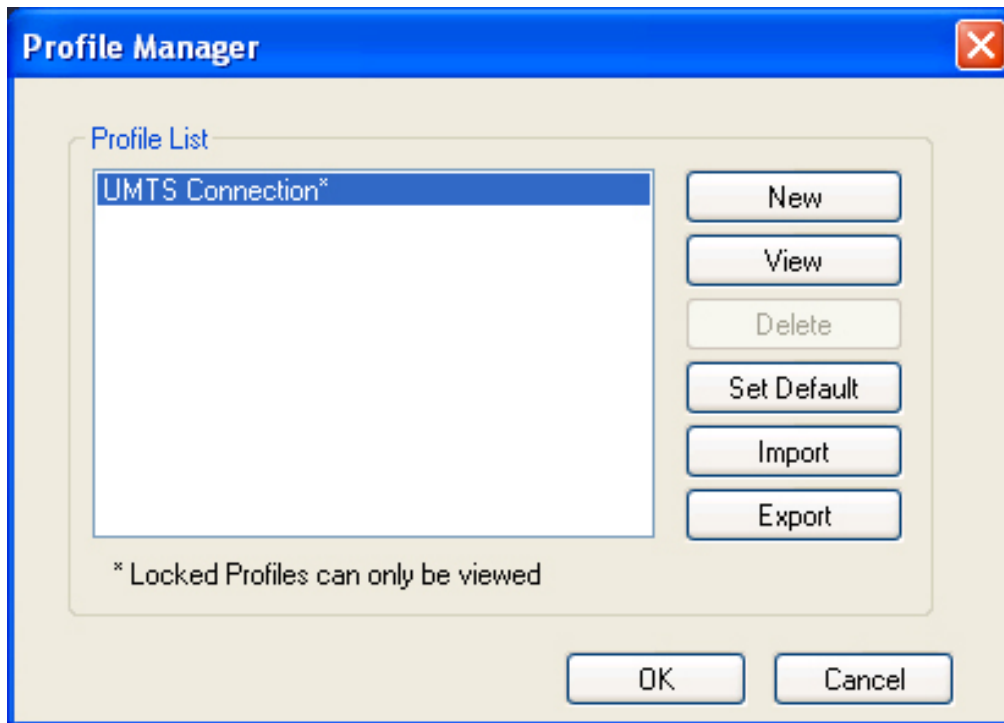 Profile Manager
Profile List
UMTS Connection*
New
View
Delete
Set Default
Import
Export
* Locked Profiles can only be viewed
OK
Cancel